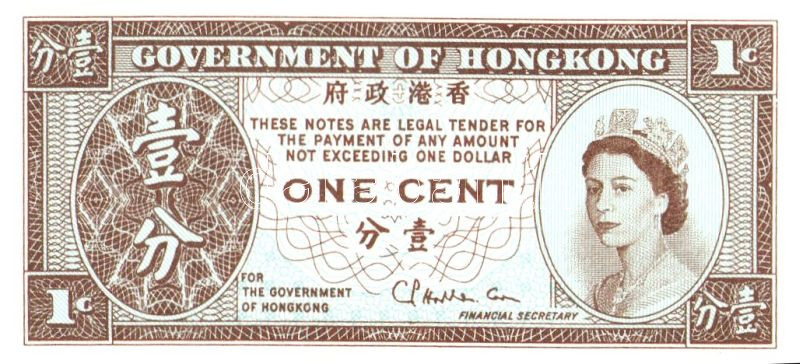 分壹
GOVERNMENT OF HONGKONG
1C
府政港香
THESE NOTES ARE LEGAL TENDER FOR
THE PAYMENT OF ANY AMOUNT
NOT EXCEEDING ONE DOLLAR
ONE CENT
分壹
壹
分
FOR
THE GOVERNMENT
OF HONGKONG
FINANCIAL SECRETARY
1C
分壹